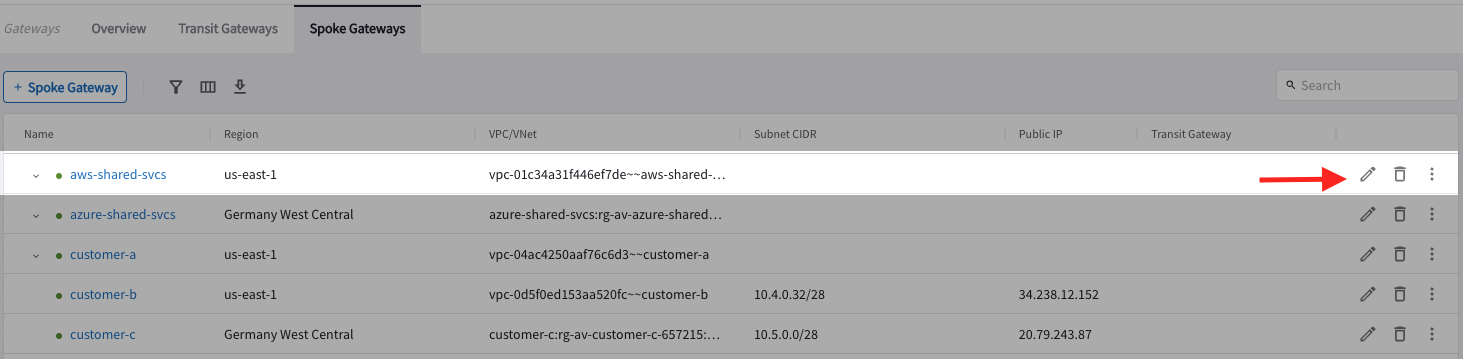 Gateways Overview Transit Gateways Spoke Gateways
+ Spoke Gateway Search
Name Region VPC/VNet Subnet CIDR Public IP Transit Gateway
aws-shared-svcs us-east-1 vpc-01c34a31f446ef7de~~aws-shared-...
azure-shared-svcs Germany West Central azure-shared-svcs:rg-av-azure-shared...
customer-a us-east-1 vpc-04ac4250aaf76c6d3~~customer-a
customer-b us-east-1 vpc-0d5f0ed153aa520fc~~customer-b 10.4.0.32/28 34.238.12.152
customer-c Germany West Central customer-c:rg-av-customer-c-657215:... 10.5.0.0/28 20.79.243.87